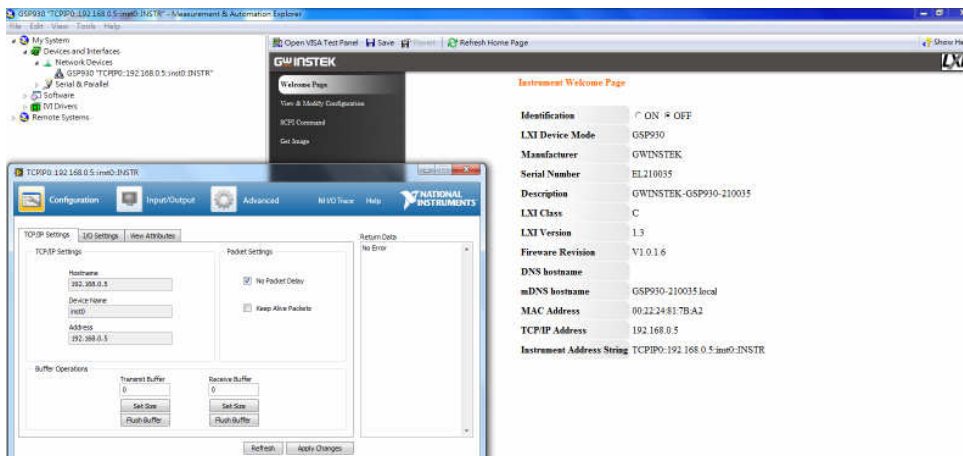 GSP930 "TCPIP0::192.168.0.5::inst0::INSTR" - Measurement & Automation Explorer
File Edit View Tools Help
My System
Devices and Interfaces
Network Devices
GSP930 "TCPIP0::192.168.0.5::inst0::INSTR"
Serial & Parallel
Software
IVI Drivers
Remote Systems
Open VISA Test Panel Save Revert Refresh Home Page
Show He
GWINSTEK
LXI
Welcome Page
View & Modify Configuration
SCPI Command
Get Image
Instrument Welcome Page
Identification ON OFF
LXI Device Mode GSP930
Manufacturer GWINSTEK
Serial Number EL210035
Description GWINSTEK-GSP930-210035
LXI Class C
LXI Version 1.3
Fireware Revision V1.0.1.6
DNS hostname
mDNS hostname GSP930-210035.local
MAC Address 00:22:24:81:7B:A2
TCP/IP Address 192.168.0.5
Instrument Address String TCPIP0::192.168.0.5::inst0::INSTR
TCPIP0::192.168.0.5::inst0::INSTR
Configuration Input/Output Advanced NI I/O Trace Help NATIONAL INSTRUMENTS
TCP/IP Settings I/O Settings View Attributes
Return Data
No Error
TCP/IP Settings
Hostname
192.168.0.5
Device Name
inst0
Address
192.168.0.5
Packet Settings
No Packet Delay
Keep Alive Packets
Buffer Operations
Transmit Buffer Receive Buffer
0 0
Set Size Set Size
Flush Buffer Flush Buffer
Refresh Apply Changes